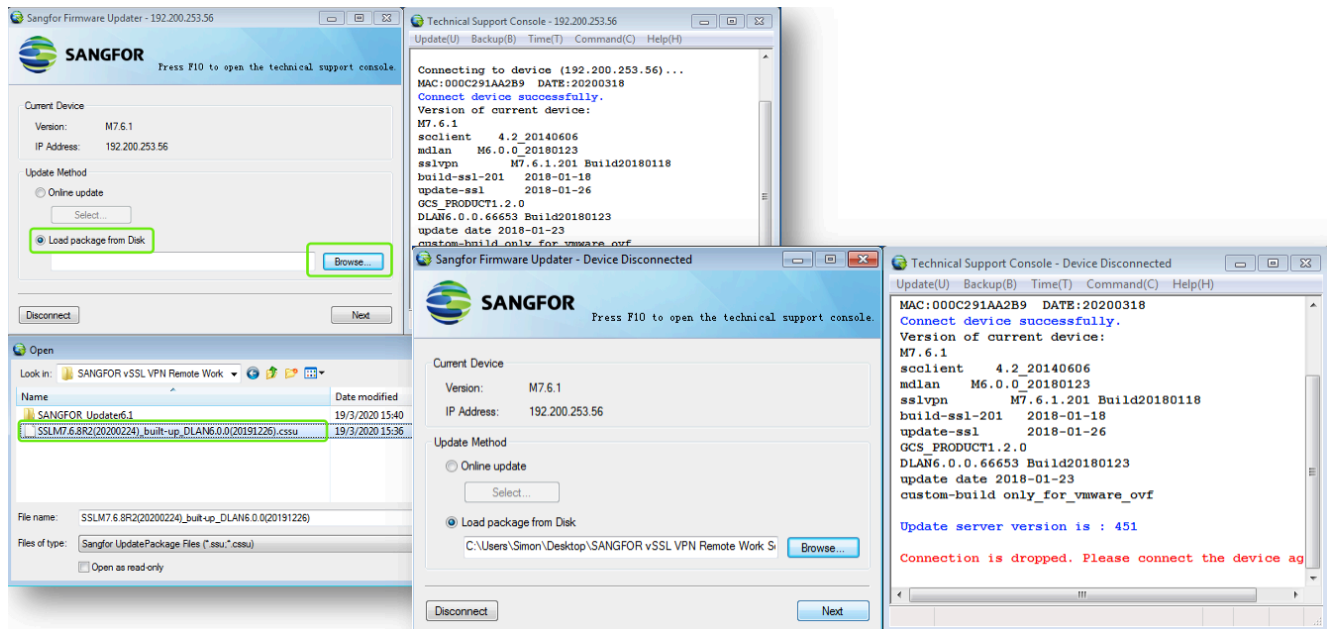 Sangfor Firmware Updater - 192.200.253.56
SANGFOR
Press F10 to open the technical support console.
Current Device
Version: M7.6.1
IP Address: 192.200.253.56
Update Method
Online update
Select...
Load package from Disk
Browse...
Disconnect
Next
Technical Support Console - 192.200.253.56
Update(U) Backup(B) Time(T) Command(C) Help(H)
Connecting to device (192.200.253.56)...
MAC:000C291AA2B9 DATE:20200318
Connect device successfully.
Version of current device:
M7.6.1
scclient 4.2_20140606
mdlan M6.0.0_20180123
sslvpn M7.6.1.201 Build20180118
build-ssl-201 2018-01-18
update-ssl 2018-01-26
GCS_PRODUCT1.2.0
DLAN6.0.0.66653 Build20180123
update date 2018-01-23
custom-build only_for_vmware_ovf
Open
Look in: SANGFOR vSSL VPN Remote Work
Name Date modified
SANGFOR_Updater6.1 19/3/2020 15:40
SSLM7.6.8R2(20200224)_built-up_DLAN6.0.0(20191226).cssu 19/3/2020 15:36
File name: SSLM7.6.8R2(20200224)_built-up_DLAN6.0.0(20191226)
Files of type: Sangfor UpdatePackage Files (*.ssu;*.cssu)
Open as read-only
Sangfor Firmware Updater - Device Disconnected
SANGFOR
Press F10 to open the technical support console.
Current Device
Version: M7.6.1
IP Address: 192.200.253.56
Update Method
Online update
Select...
Load package from Disk
C:\Users\Simon\Desktop\SANGFOR vSSL VPN Remote Work S
Browse...
Disconnect
Next
Technical Support Console - Device Disconnected
Update(U) Backup(B) Time(T) Command(C) Help(H)
MAC:000C291AA2B9 DATE:20200318
Connect device successfully.
Version of current device:
M7.6.1
scclient 4.2_20140606
mdlan M6.0.0_20180123
sslvpn M7.6.1.201 Build20180118
build-ssl-201 2018-01-18
update-ssl 2018-01-26
GCS_PRODUCT1.2.0
DLAN6.0.0.66653 Build20180123
update date 2018-01-23
custom-build only_for_vmware_ovf
Update server version is : 451
Connection is dropped. Please connect the device ag